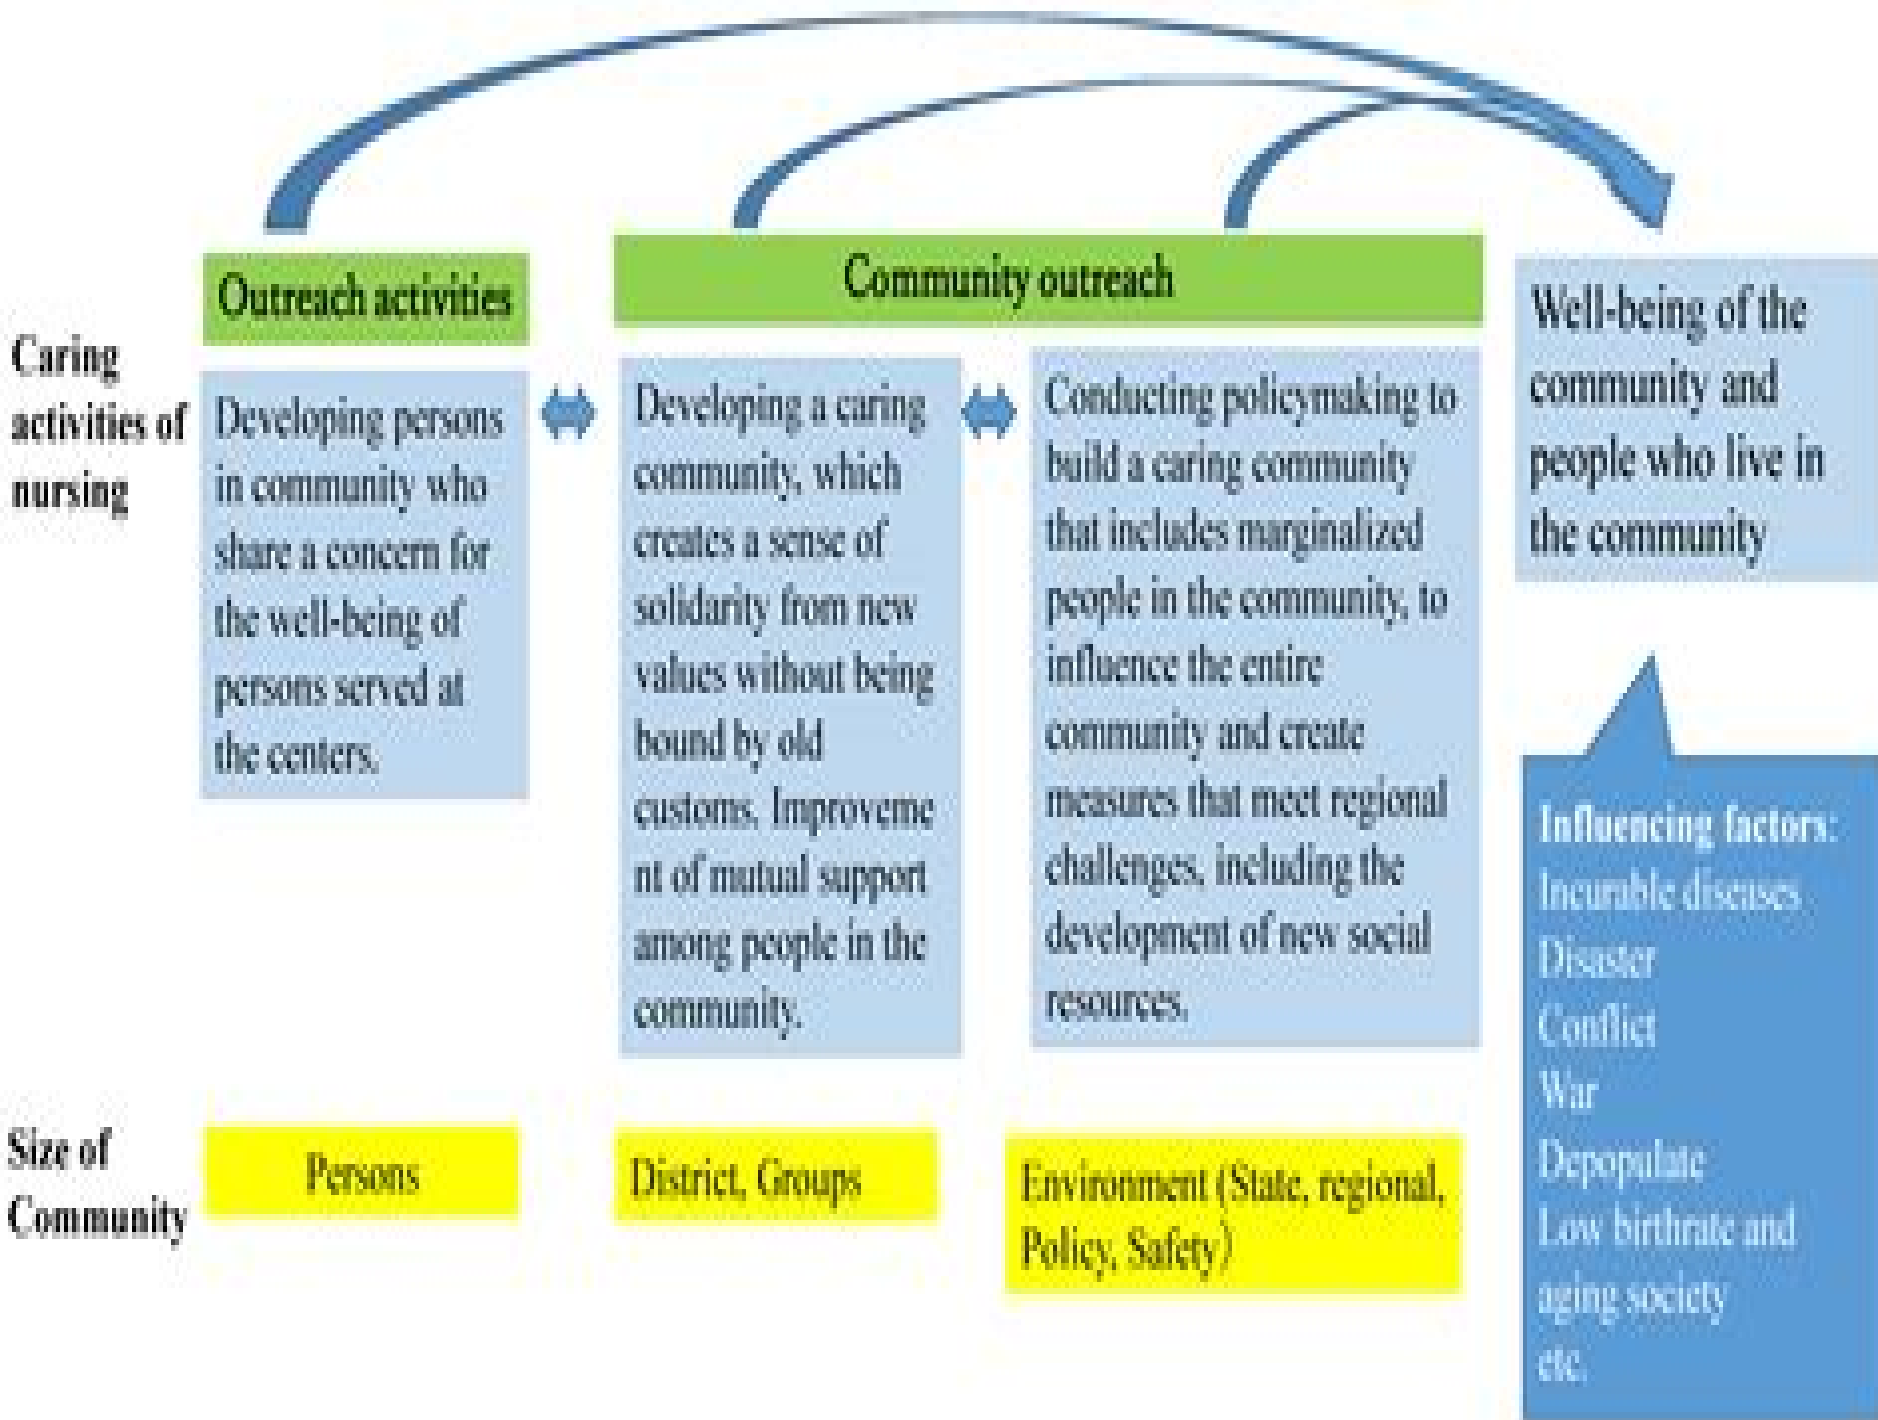 Outreach activities
Community outreach
Caring
activities of
nursing
Developing persons
in community who
share a concern for
the well-being of
persons served at
the centers.
Developing a caring
community, which
creates a sense of
solidarity from new
values without being
bound by old
customs. Improveme
nt of mutual support
among people in the
community.
Conducting policymaking to
build a caring community
that includes marginalized
people in the community, to
influence the entire
community and create
measures that meet regional
challenges, including the
development of new social
resources.
Well-being of the
community and
people who live in
the community
Influencing factors:
Incurable diseases
Disaster
Conflict
War
Depopulate
Low birthrate and
aging society
etc.
Size of
Community
Persons
District, Groups
Environment (State, regional,
Policy, Safety）